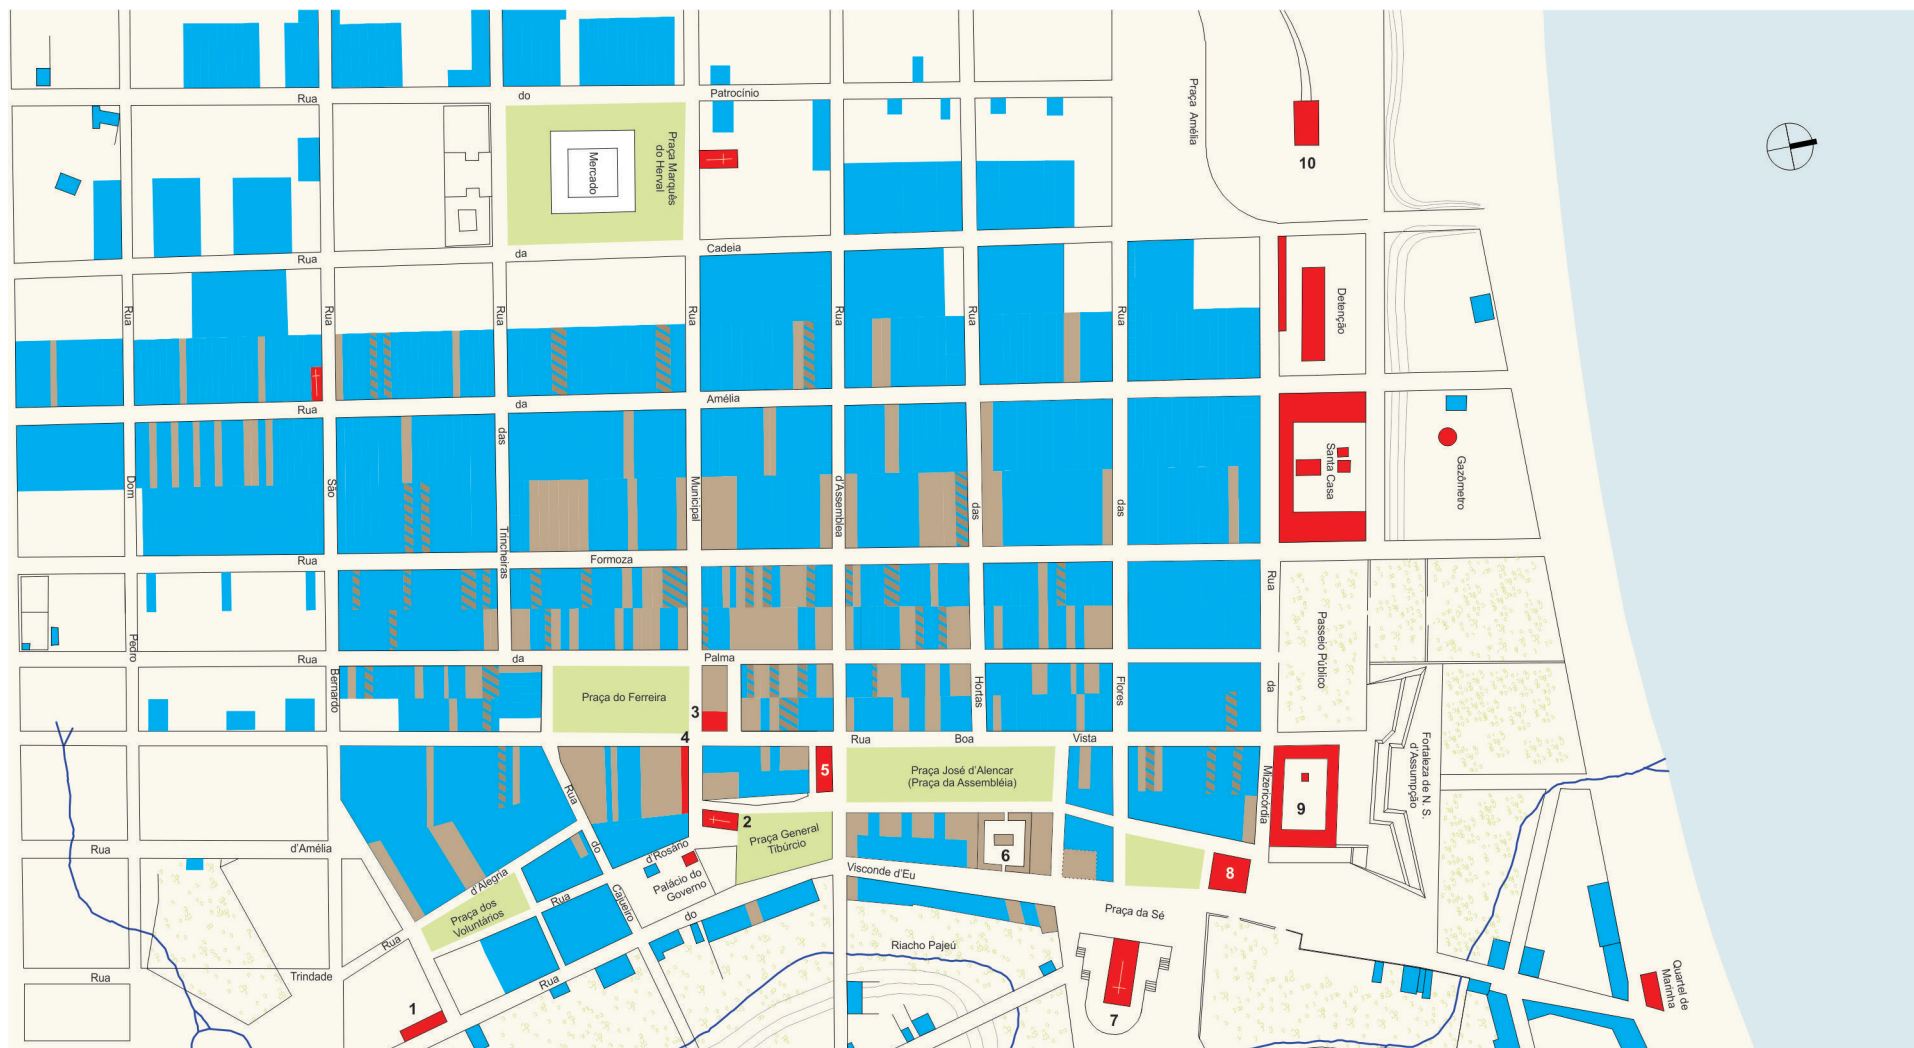 Rua
do
Patrocínio
Praça Amélia
Mercado
Praça Marquês
do Herval
10
Rua
da
Cadeia
Rua
Rua
Rua
Rua
Rua
Rua
Rua
Detenção
Rua
da
Amélia
Dom
São
das
Municipal
d'Assemblea
das
das
Santa Casa
Gazômetro
Trincheiras
Rua
Formoza
Rua
Pedro
Passeio Público
Rua
da
Palma
da
Bernardo
Praça do Ferreira
3
Hortas
Flores
4
Rua
Boa
Vista
Fortaleza de N. S.
d'Assumpção
5
Praça José d'Alencar
(Praça da Assembléia)
Mizericórdia
9
Rua
2
Praça General
Tibúrcio
Rua
d'Amélia
do
d'Rosário
6
Visconde d'Eu
8
d'Alegria
Palácio do
Governo
Cajueiro
Rua
Praça dos
Voluntários
do
Praça da Sé
Rua
Riacho Pajeú
Rua
Trindade
Rua
Quartel de
Marinha
1
7